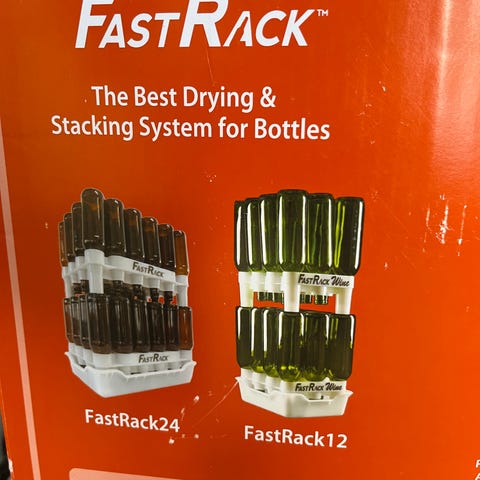 FASTRACK™
The Best Drying &
Stacking System for Bottles
FASTRACK
FASTRACK
FASTRACK Wine
FASTRACK Wine
FastRack24
FastRack12